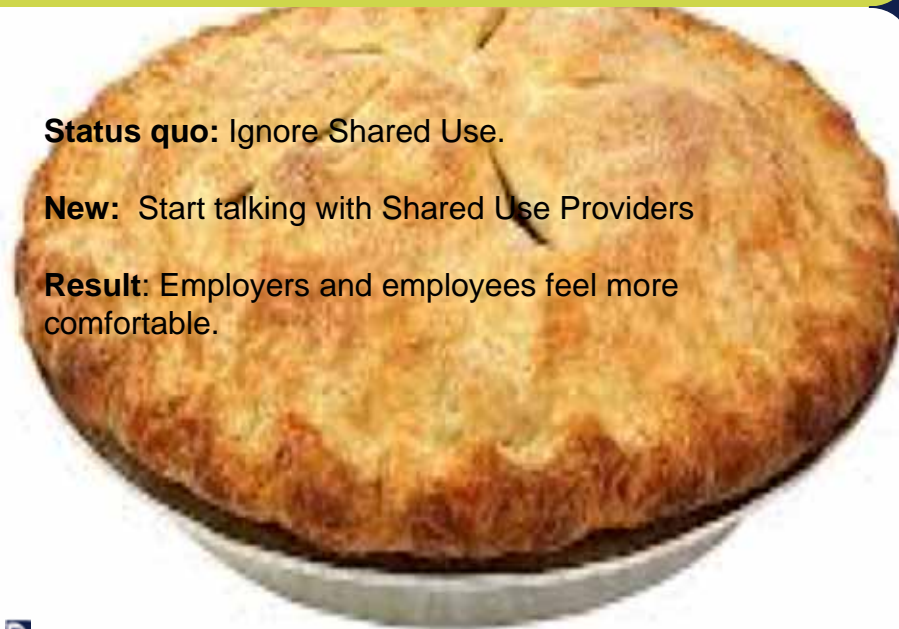 Status quo: Ignore Shared Use.
New:  Start talking with Shared Use Providers
Result: Employers and employees feel more
comfortable.